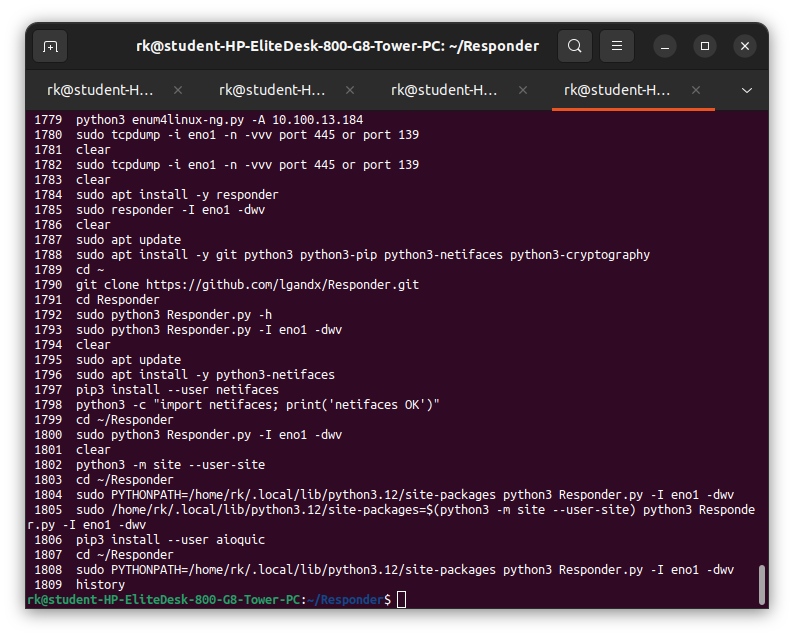 rk@student-HP-EliteDesk-800-G8-Tower-PC: ~/Responder
rk@student-H... rk@student-H... rk@student-H... rk@student-H...
1779 python3 enum4linux-ng.py -A 10.100.13.184
1780 sudo tcpdump -i eno1 -n -vvv port 445 or port 139
1781 clear
1782 sudo tcpdump -i eno1 -n -vvv port 445 or port 139
1783 clear
1784 sudo apt install -y responder
1785 sudo responder -I eno1 -dwv
1786 clear
1787 sudo apt update
1788 sudo apt install -y git python3 python3-pip python3-netifaces python3-cryptography
1789 cd ~
1790 git clone https://github.com/lgandx/Responder.git
1791 cd Responder
1792 sudo python3 Responder.py -h
1793 sudo python3 Responder.py -I eno1 -dwv
1794 clear
1795 sudo apt update
1796 sudo apt install -y python3-netifaces
1797 pip3 install --user netifaces
1798 python3 -c "import netifaces; print('netifaces OK')"
1799 cd ~/Responder
1800 sudo python3 Responder.py -I eno1 -dwv
1801 clear
1802 python3 -m site --user-site
1803 cd ~/Responder
1804 sudo PYTHONPATH=/home/rk/.local/lib/python3.12/site-packages python3 Responder.py -I eno1 -dwv
1805 sudo /home/rk/.local/lib/python3.12/site-packages=$(python3 -m site --user-site) python3 Responde
r.py -I eno1 -dwv
1806 pip3 install --user aioquic
1807 cd ~/Responder
1808 sudo PYTHONPATH=/home/rk/.local/lib/python3.12/site-packages python3 Responder.py -I eno1 -dwv
1809 history
rk@student-HP-EliteDesk-800-G8-Tower-PC:~/Responder$